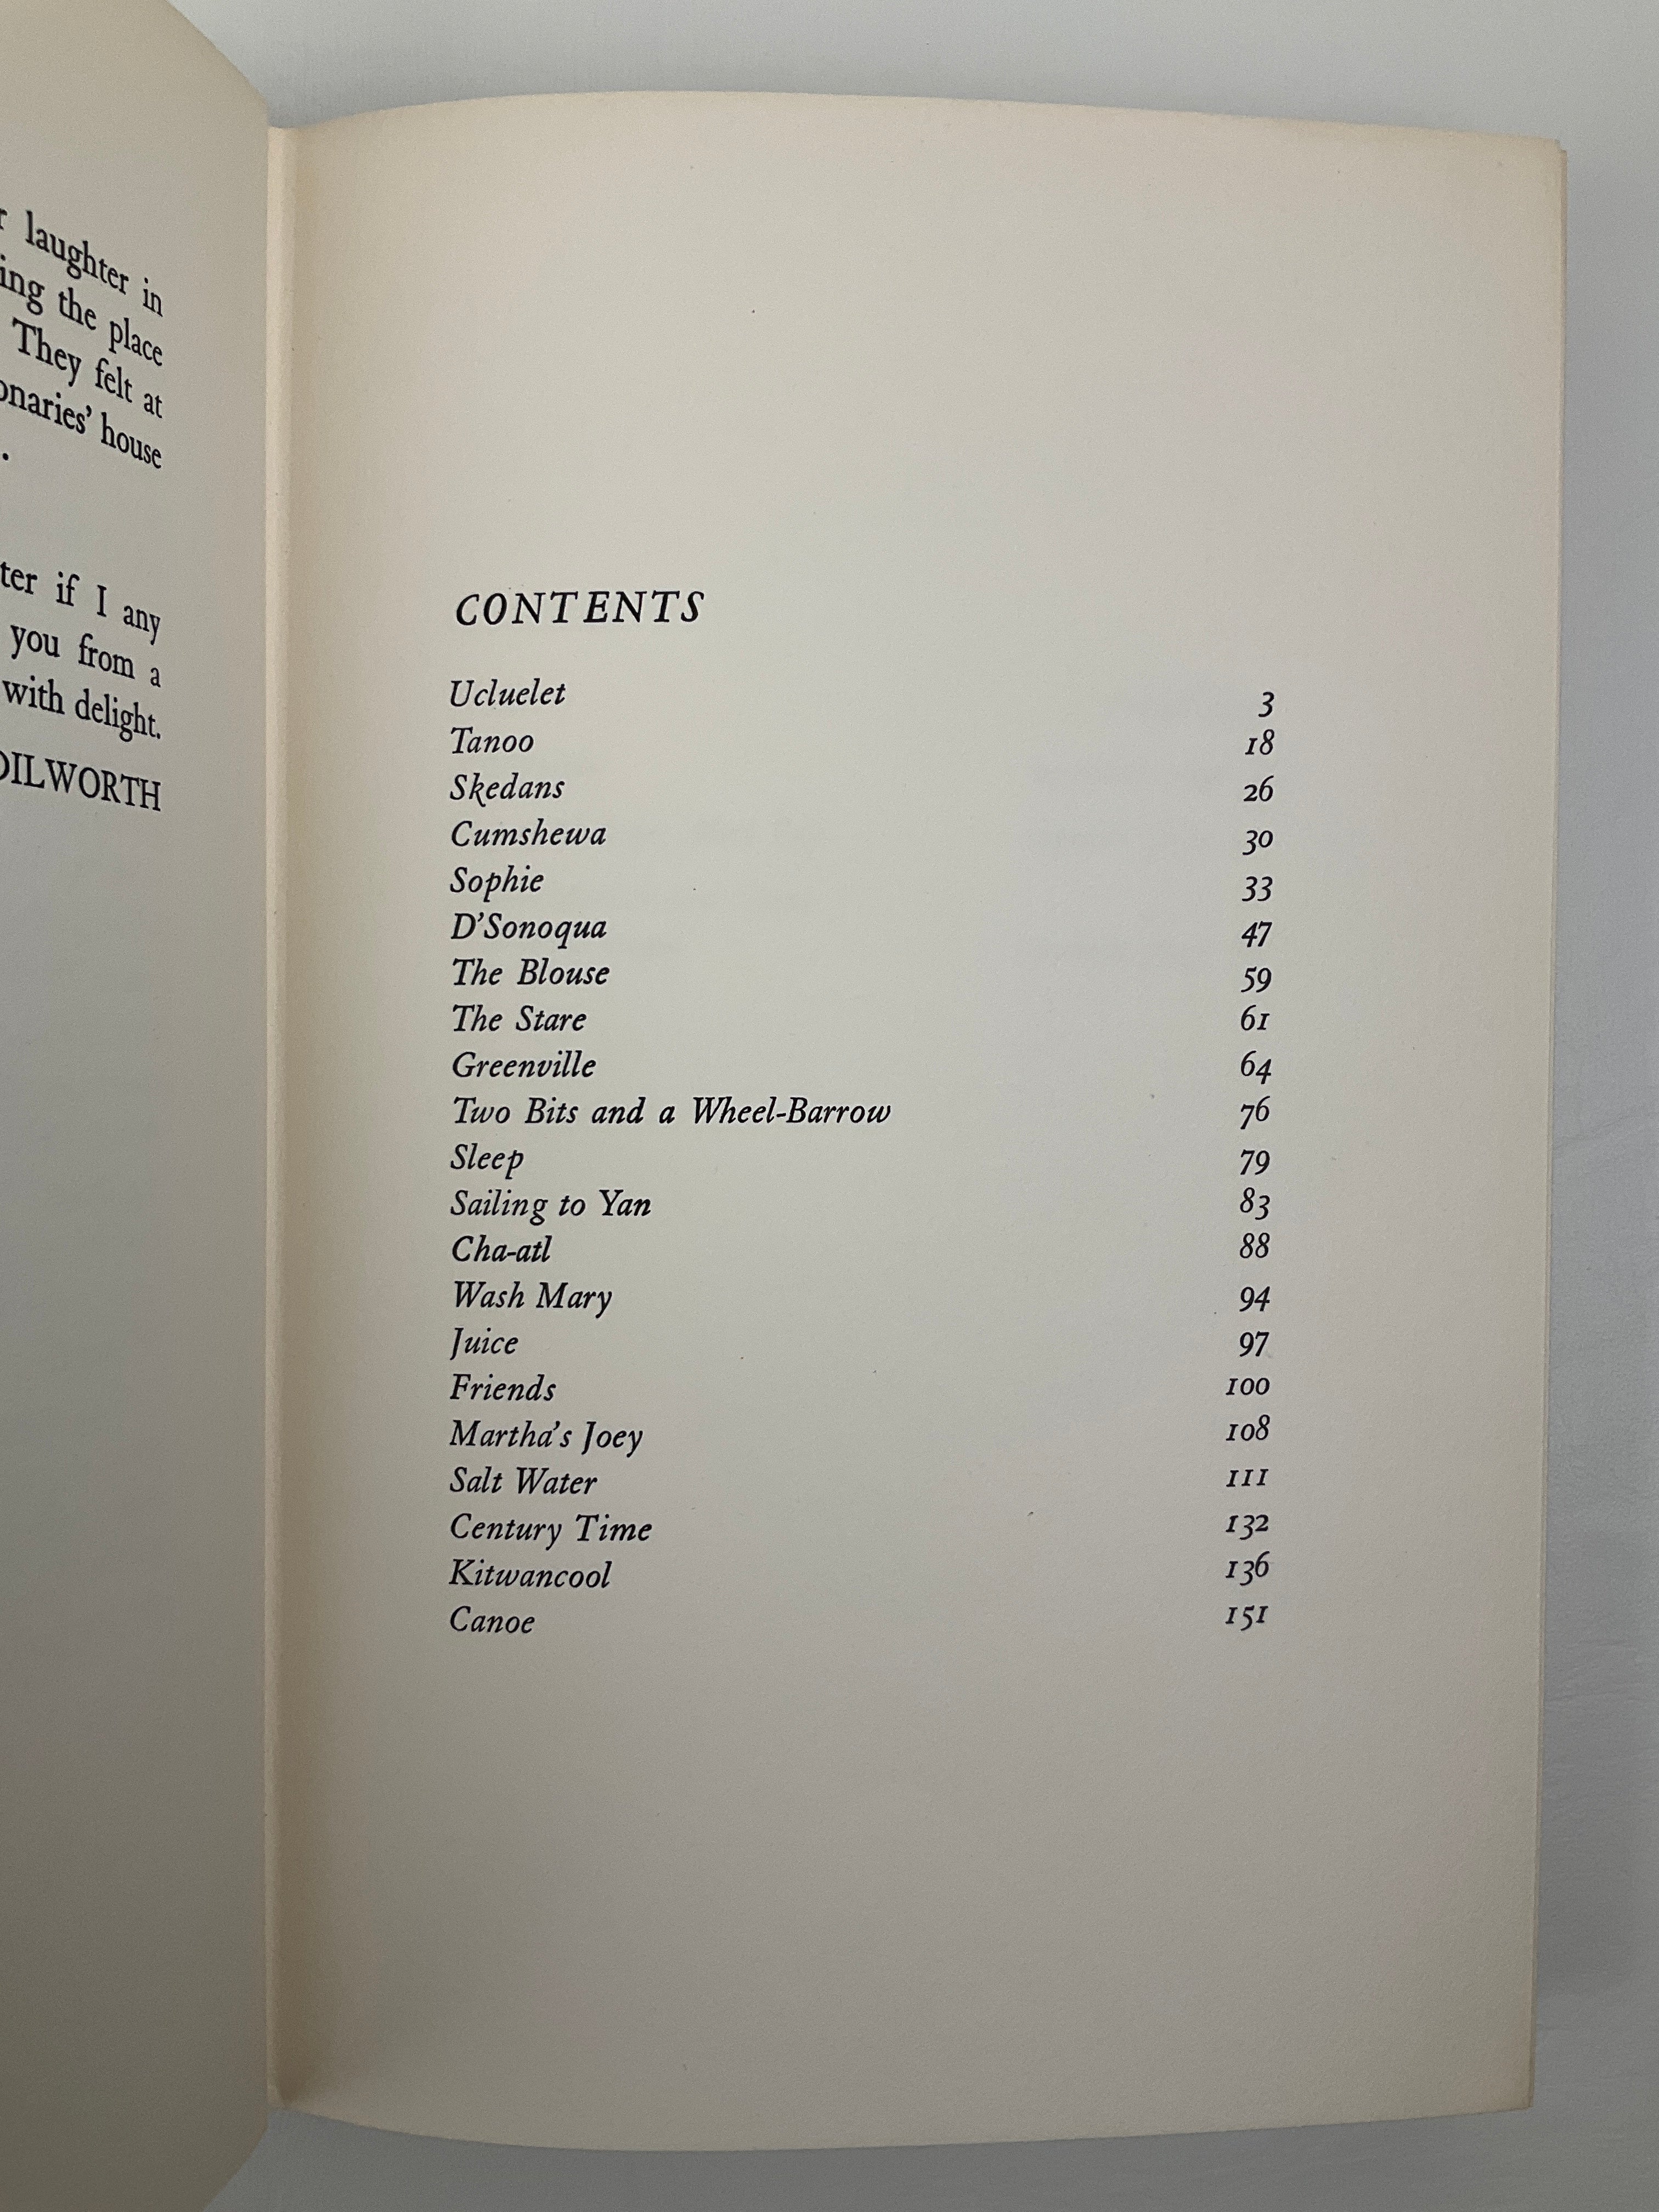 laughter in
the place
They felt at
house
if I any
you from a
with delight.
DILWORTH
CONTENTS
Ucluelet 3
Tanoo 18
Skedans 26
Cumshewa 30
Sophie 33
D'Sonoqua 47
The Blouse 59
The Stare 61
Greenville 64
Two Bits and a Wheel-Barrow 76
Sleep 79
Sailing to Yan 83
Cha-atl 88
Wash Mary 94
Juice 97
Friends 100
Martha's Joey 108
Salt Water 111
Century Time 132
Kitwancool 136
Canoe 151